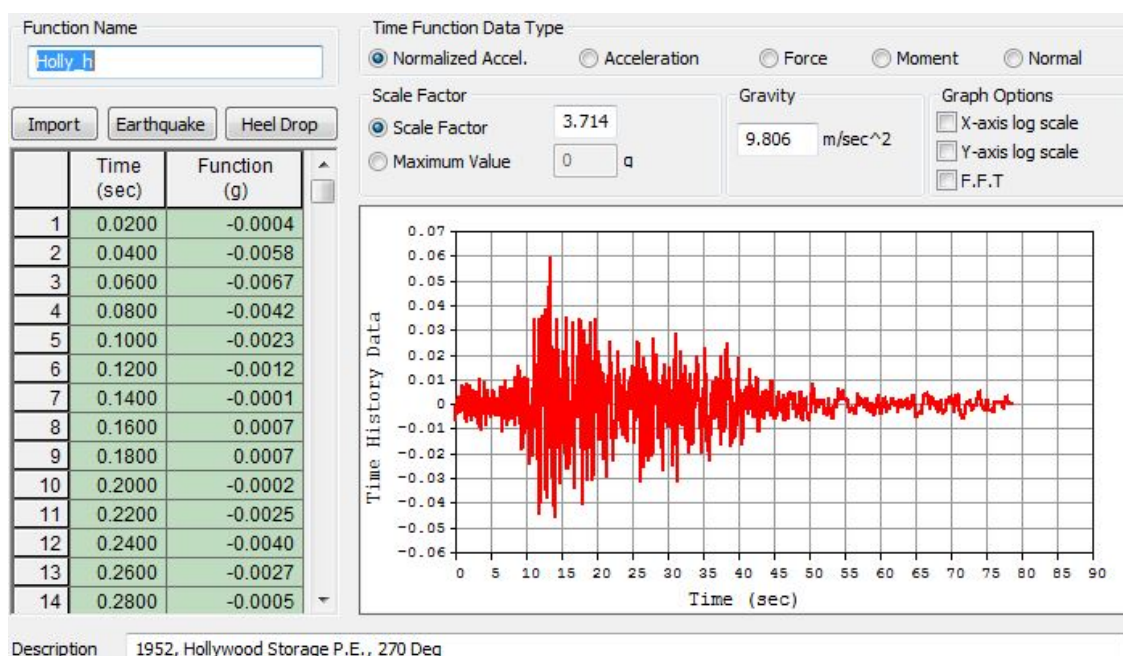 Function Name
Holly_h
Import Earthquake Heel Drop
Time (sec) Function (g)
1 0.0200 -0.0004
2 0.0400 -0.0058
3 0.0600 -0.0067
4 0.0800 -0.0042
5 0.1000 -0.0023
6 0.1200 -0.0012
7 0.1400 -0.0001
8 0.1600 0.0007
9 0.1800 0.0007
10 0.2000 -0.0002
11 0.2200 -0.0025
12 0.2400 -0.0040
13 0.2600 -0.0027
14 0.2800 -0.0005
Time Function Data Type
Normalized Accel. Acceleration Force Moment Normal
Scale Factor
Scale Factor 3.714
Maximum Value 0 g
Gravity
9.806 m/sec^2
Graph Options
X-axis log scale
Y-axis log scale
F.F.T
Time History Data
0.07
0.06
0.05
0.04
0.03
0.02
0.01
0
-0.01
-0.02
-0.03
-0.04
-0.05
-0.06
0 5 10 15 20 25 30 35 40 45 50 55 60 65 70 75 80 85 90
Time (sec)
Description 1952, Hollywood Storage P.E., 270 Deg